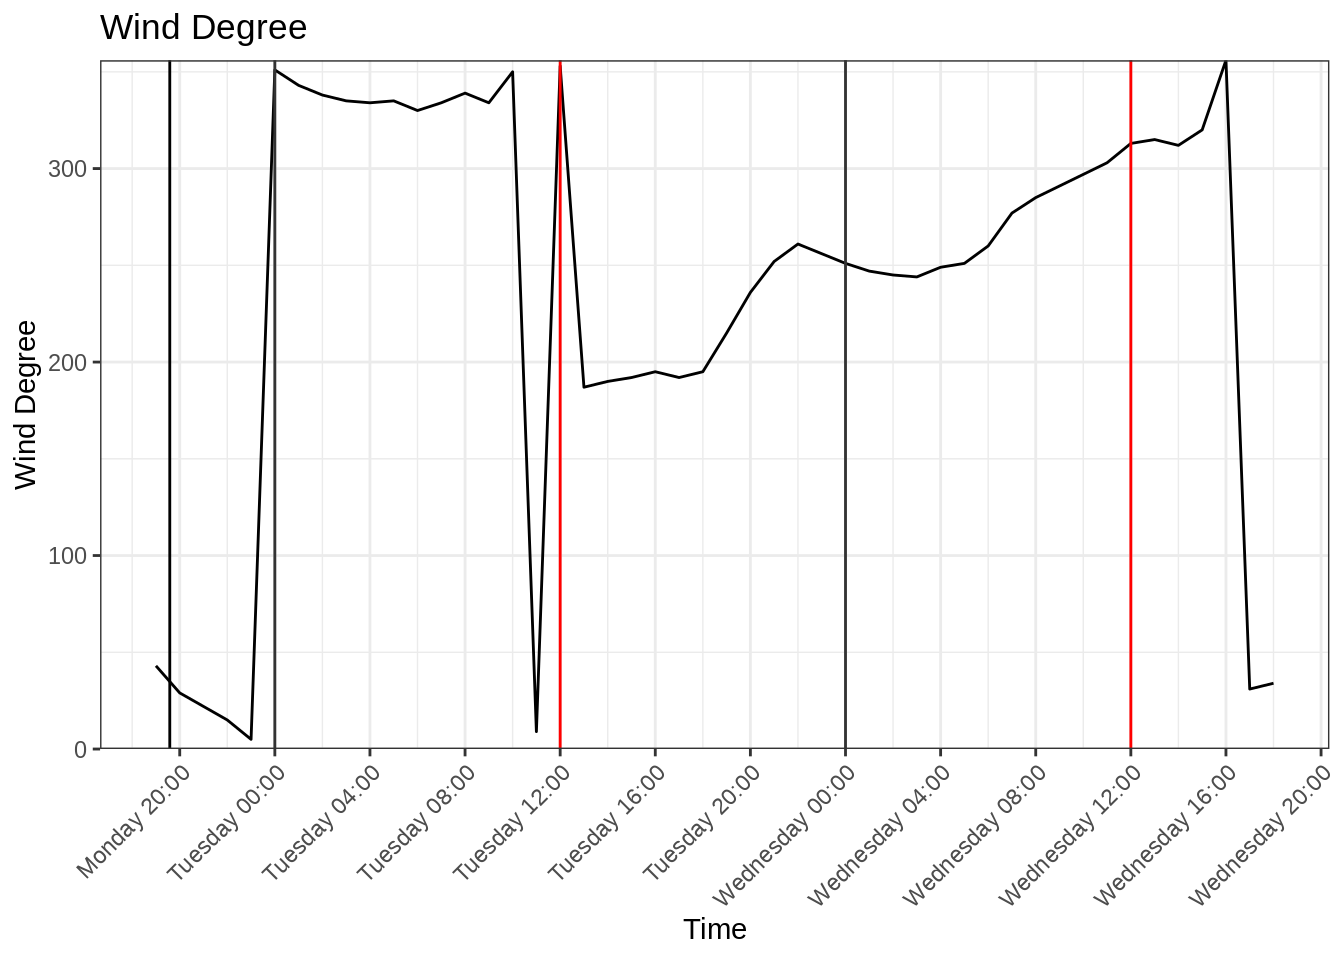 Wind Degree
Wind Degree
300
200
100
0
Monday 20:00
Tuesday 00:00
Tuesday 04:00
Tuesday 08:00
Tuesday 12:00
Tuesday 16:00
Tuesday 20:00
Wednesday 00:00
Wednesday 04:00
Wednesday 08:00
Wednesday 12:00
Wednesday 16:00
Wednesday 20:00
Time